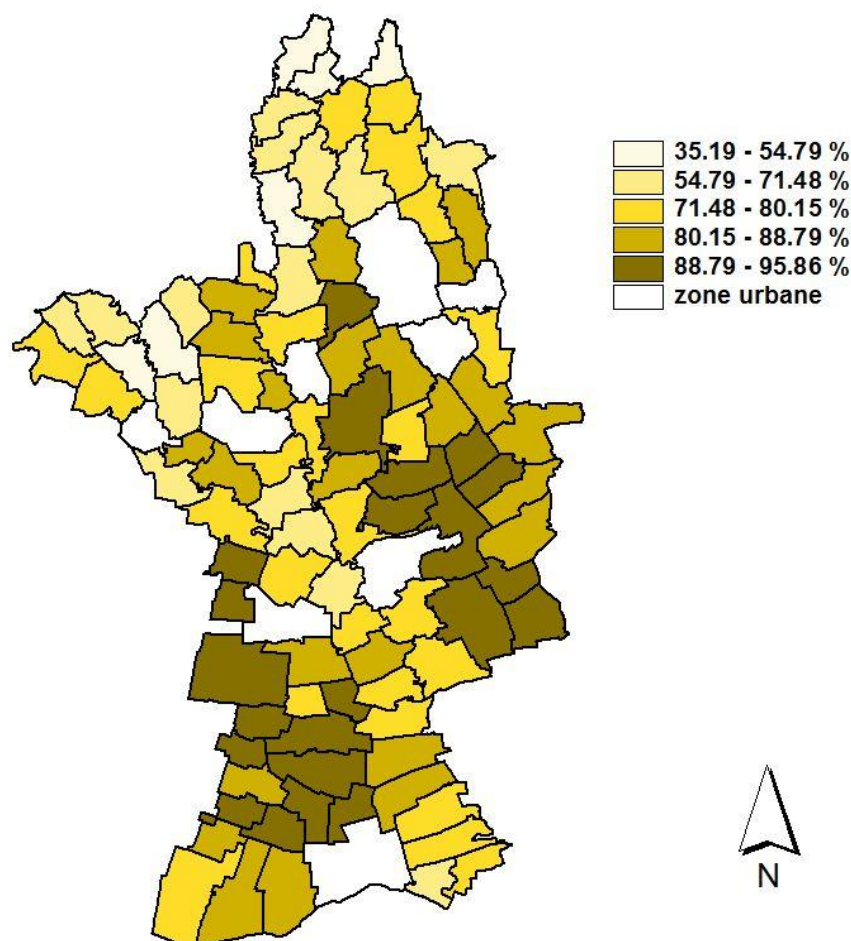 35.19 - 54.79 %
54.79 - 71.48 %
71.48 - 80.15 %
80.15 - 88.79 %
88.79 - 95.86 %
zone urbane
N